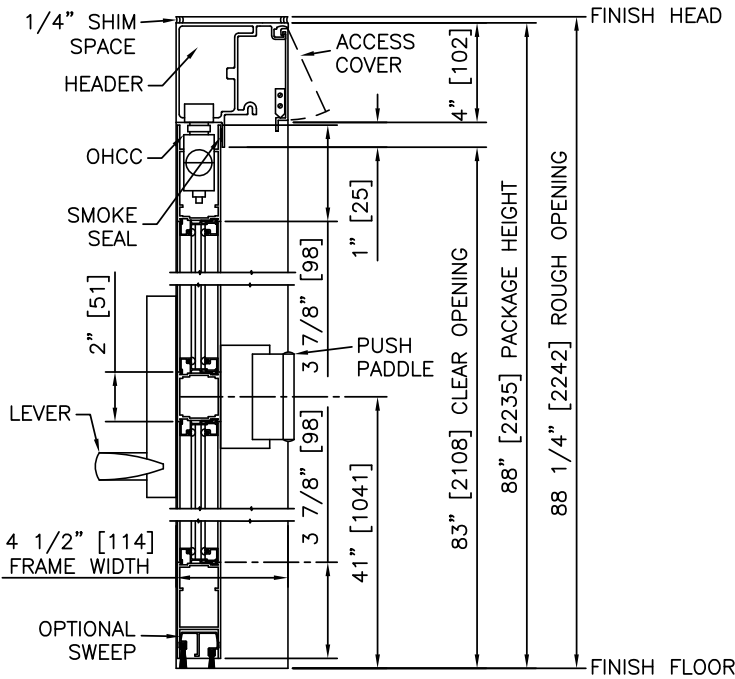 1/4" SHIM
SPACE
HEADER
OHCC
SMOKE
SEAL
2" [51]
LEVER
4 1/2" [114]
FRAME WIDTH
OPTIONAL
SWEEP
ACCESS
COVER
4" [102]
1" [25]
3 7/8" [98]
PUSH
PADDLE
3 7/8" [98]
41" [1041]
83" [2108] CLEAR OPENING
88" [2235] PACKAGE HEIGHT
88 1/4" [2242] ROUGH OPENING
FINISH HEAD
FINISH FLOOR